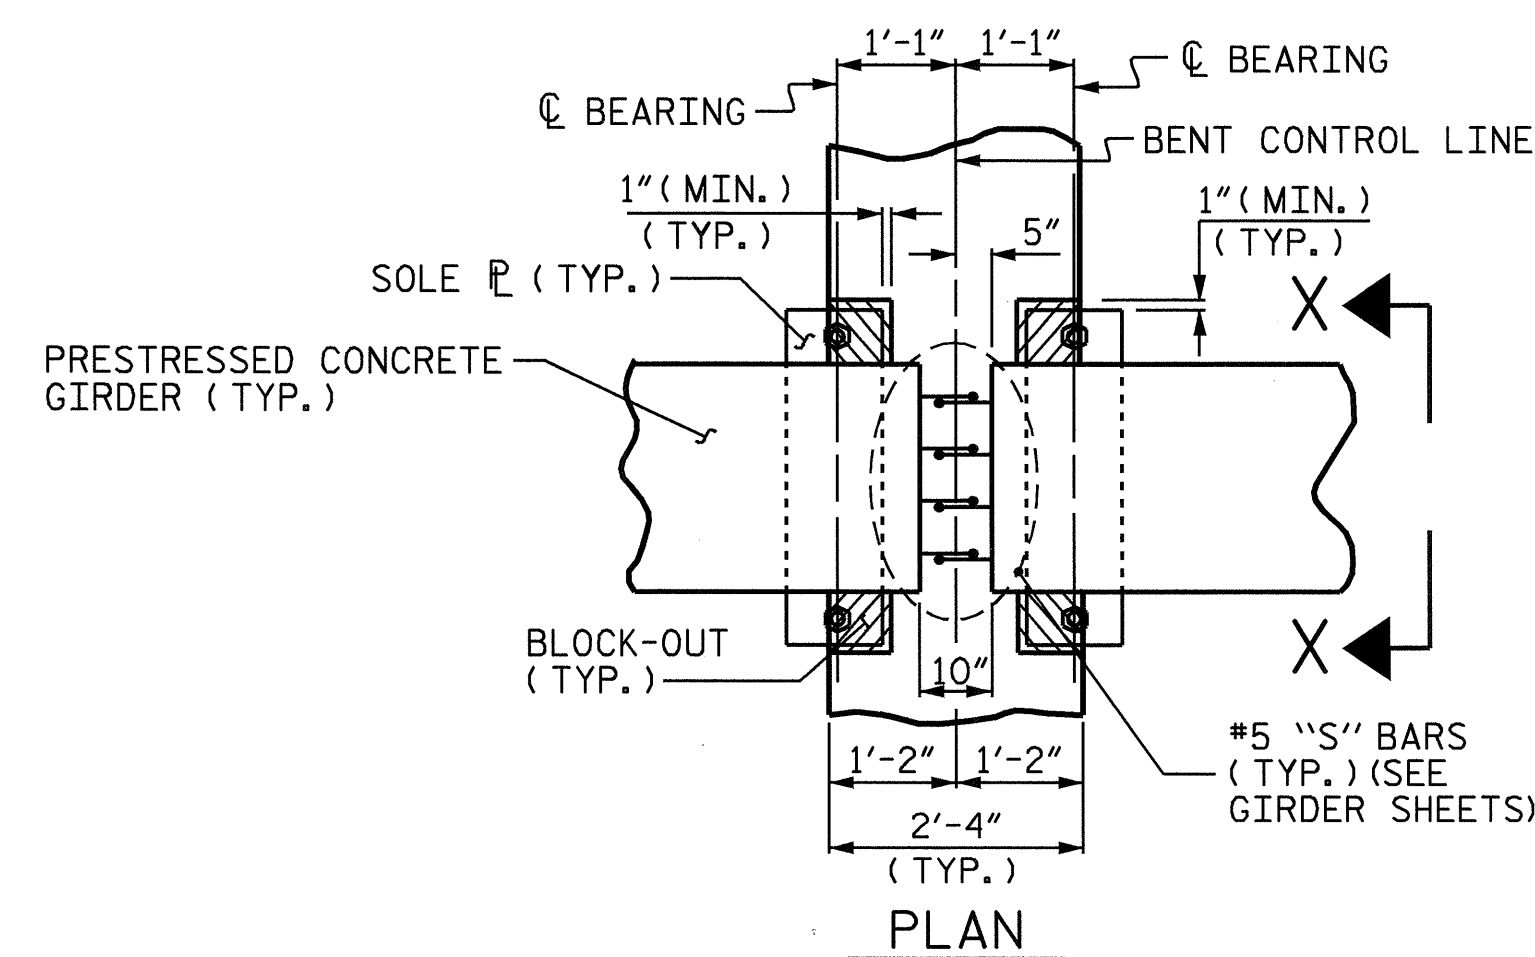 1'-1" 1'-1"
℄ BEARING
℄ BEARING
BENT CONTROL LINE
1"(MIN.)
(TYP.)
1"(MIN.)
(TYP.)
5"
SOLE ⅊ (TYP.)
X
PRESTRESSED CONCRETE
GIRDER (TYP.)
BLOCK-OUT
(TYP.)
10"
X
#5 "S" BARS
(TYP.)(SEE
GIRDER SHEETS)
1'-2" 1'-2"
2'-4"
(TYP.)
PLAN